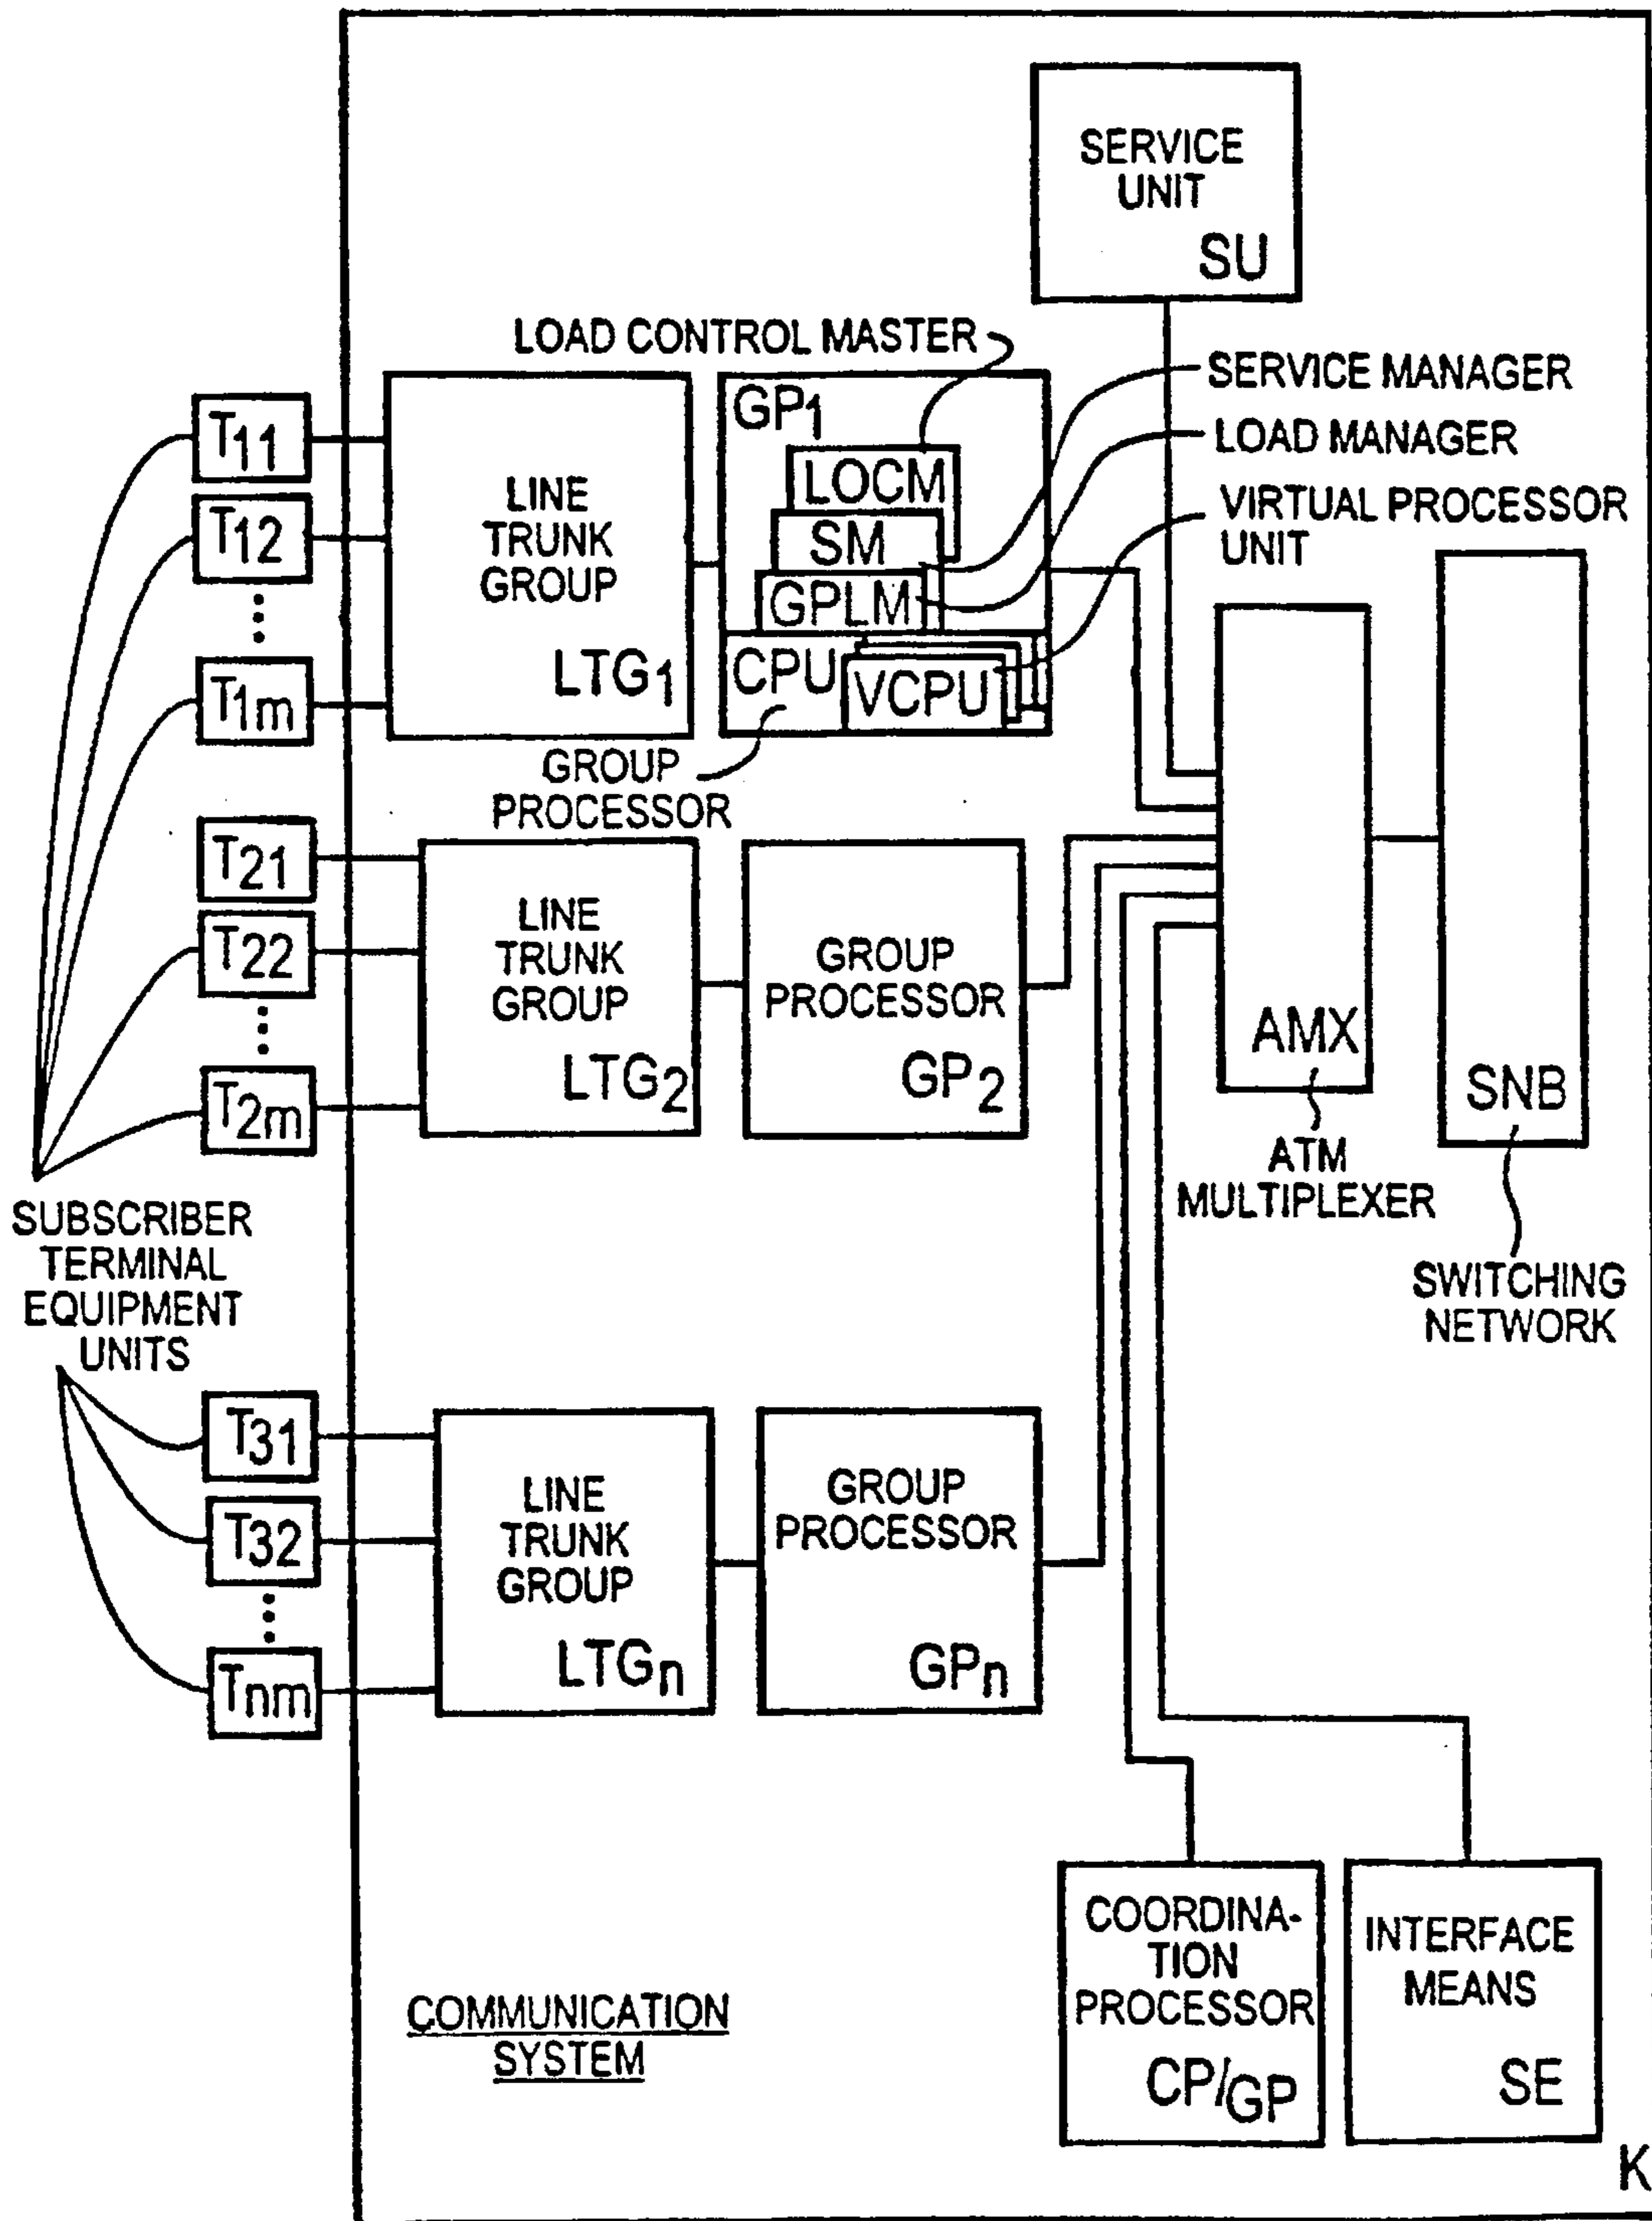 SERVICE
UNIT
SU
LOAD CONTROL MASTER
SERVICE MANAGER
LOAD MANAGER
VIRTUAL PROCESSOR
UNIT
T11
T12
T1m
LINE
TRUNK
GROUP
LTG1
GP1
LOCM
SM
GPLM
CPU
VCPU
GROUP
PROCESSOR
T21
T22
T2m
LINE
TRUNK
GROUP
LTG2
GROUP
PROCESSOR
GP2
AMX
ATM
MULTIPLEXER
SNB
SWITCHING
NETWORK
SUBSCRIBER
TERMINAL
EQUIPMENT
UNITS
T31
T32
Tnm
LINE
TRUNK
GROUP
LTGn
GROUP
PROCESSOR
GPn
COORDINA-
TION
PROCESSOR
CP/GP
INTERFACE
MEANS
SE
COMMUNICATION
SYSTEM
K